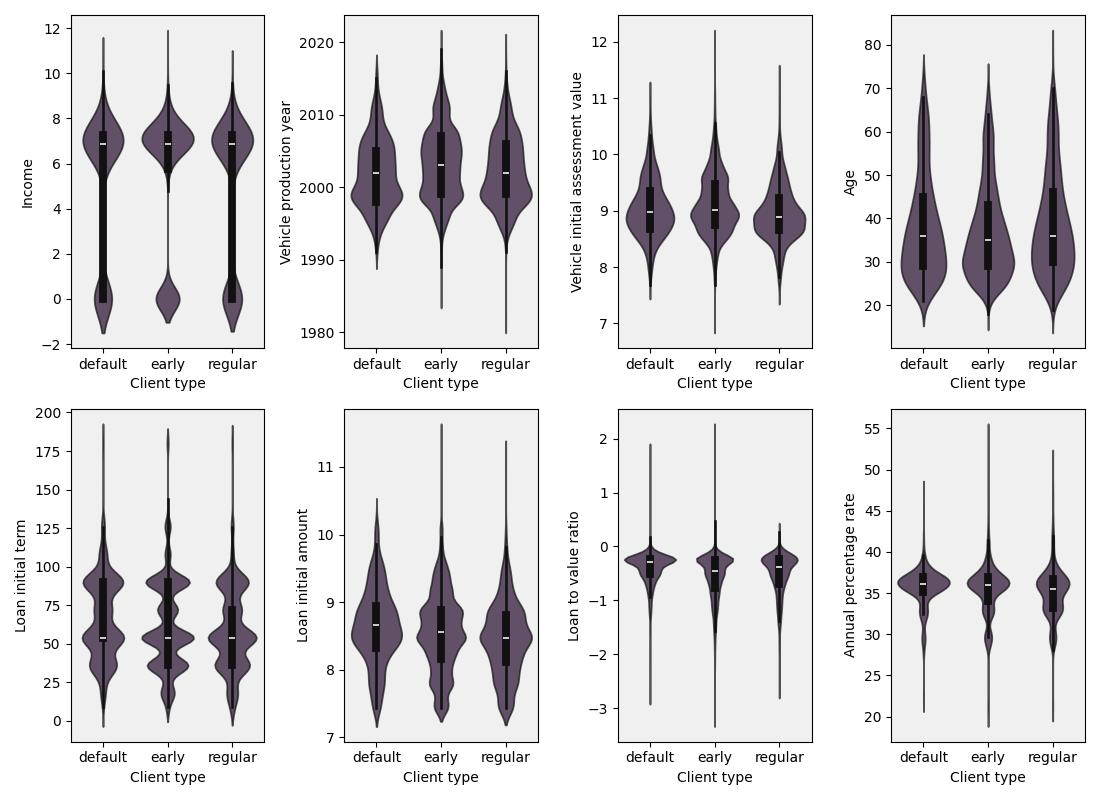 Income
12
10
8
6
4
2
0
−2
default early regular
Client type
Vehicle production year
2020
2010
2000
1990
1980
default early regular
Client type
Vehicle initial assessment value
12
11
10
9
8
7
default early regular
Client type
Age
80
70
60
50
40
30
20
default early regular
Client type
Loan initial term
200
175
150
125
100
75
50
25
0
default early regular
Client type
Loan initial amount
11
10
9
8
7
default early regular
Client type
Loan to value ratio
2
1
0
−1
−2
−3
default early regular
Client type
Annual percentage rate
55
50
45
40
35
30
25
20
default early regular
Client type